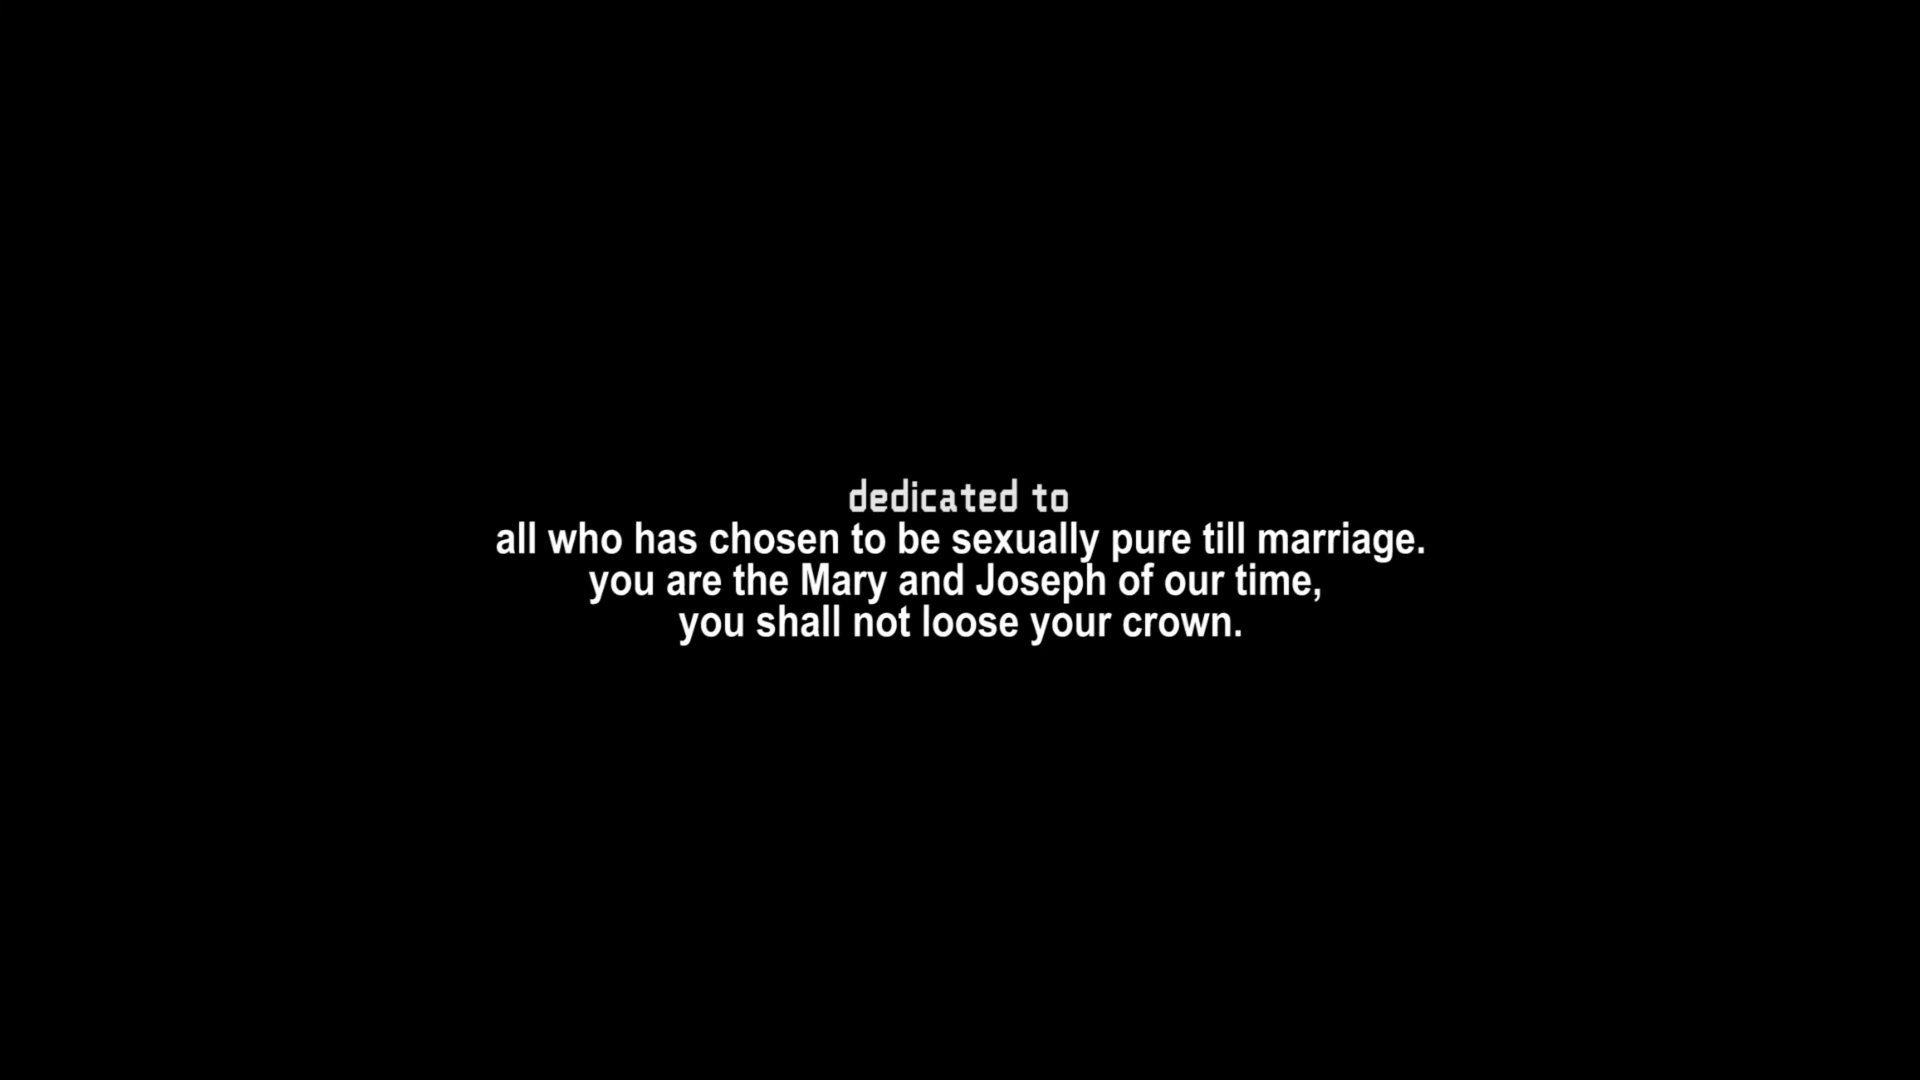 dedicated to
all who has chosen to be sexually pure till marriage.
you are the Mary and Joseph of our time,
you shall not loose your crown.